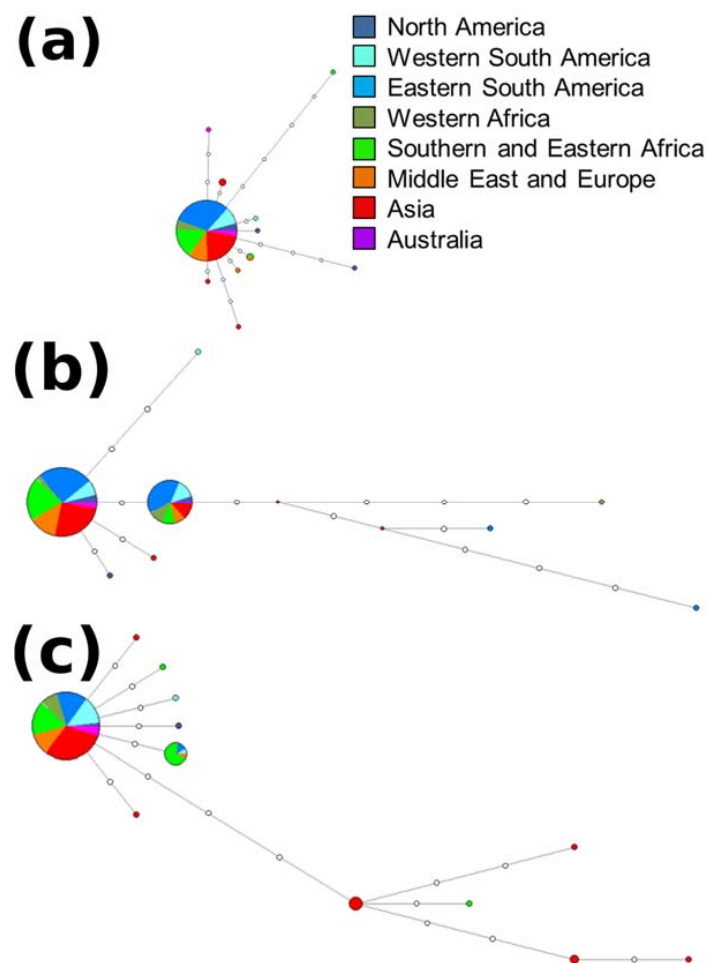 (a)
North America
Western South America
Eastern South America
Western Africa
Southern and Eastern Africa
Middle East and Europe
Asia
Australia
(b)
(c)